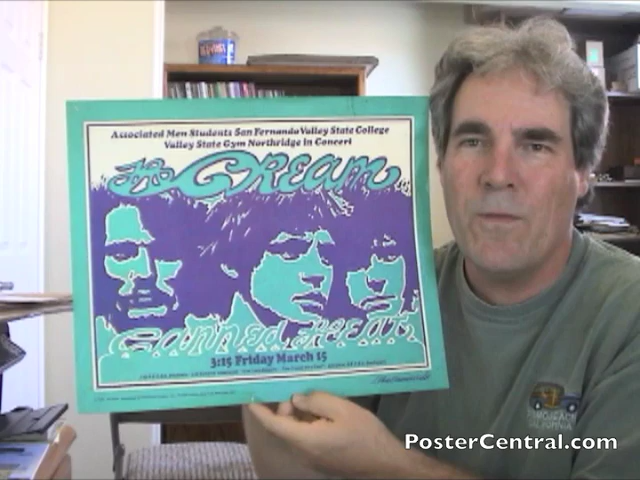 Associated Men Students San Fernando Valley State College
Valley State Gym Northridge in Concert
The CREAM
Canned Heat
3:15 Friday March 15
CALIFORNIA
PosterCentral.com